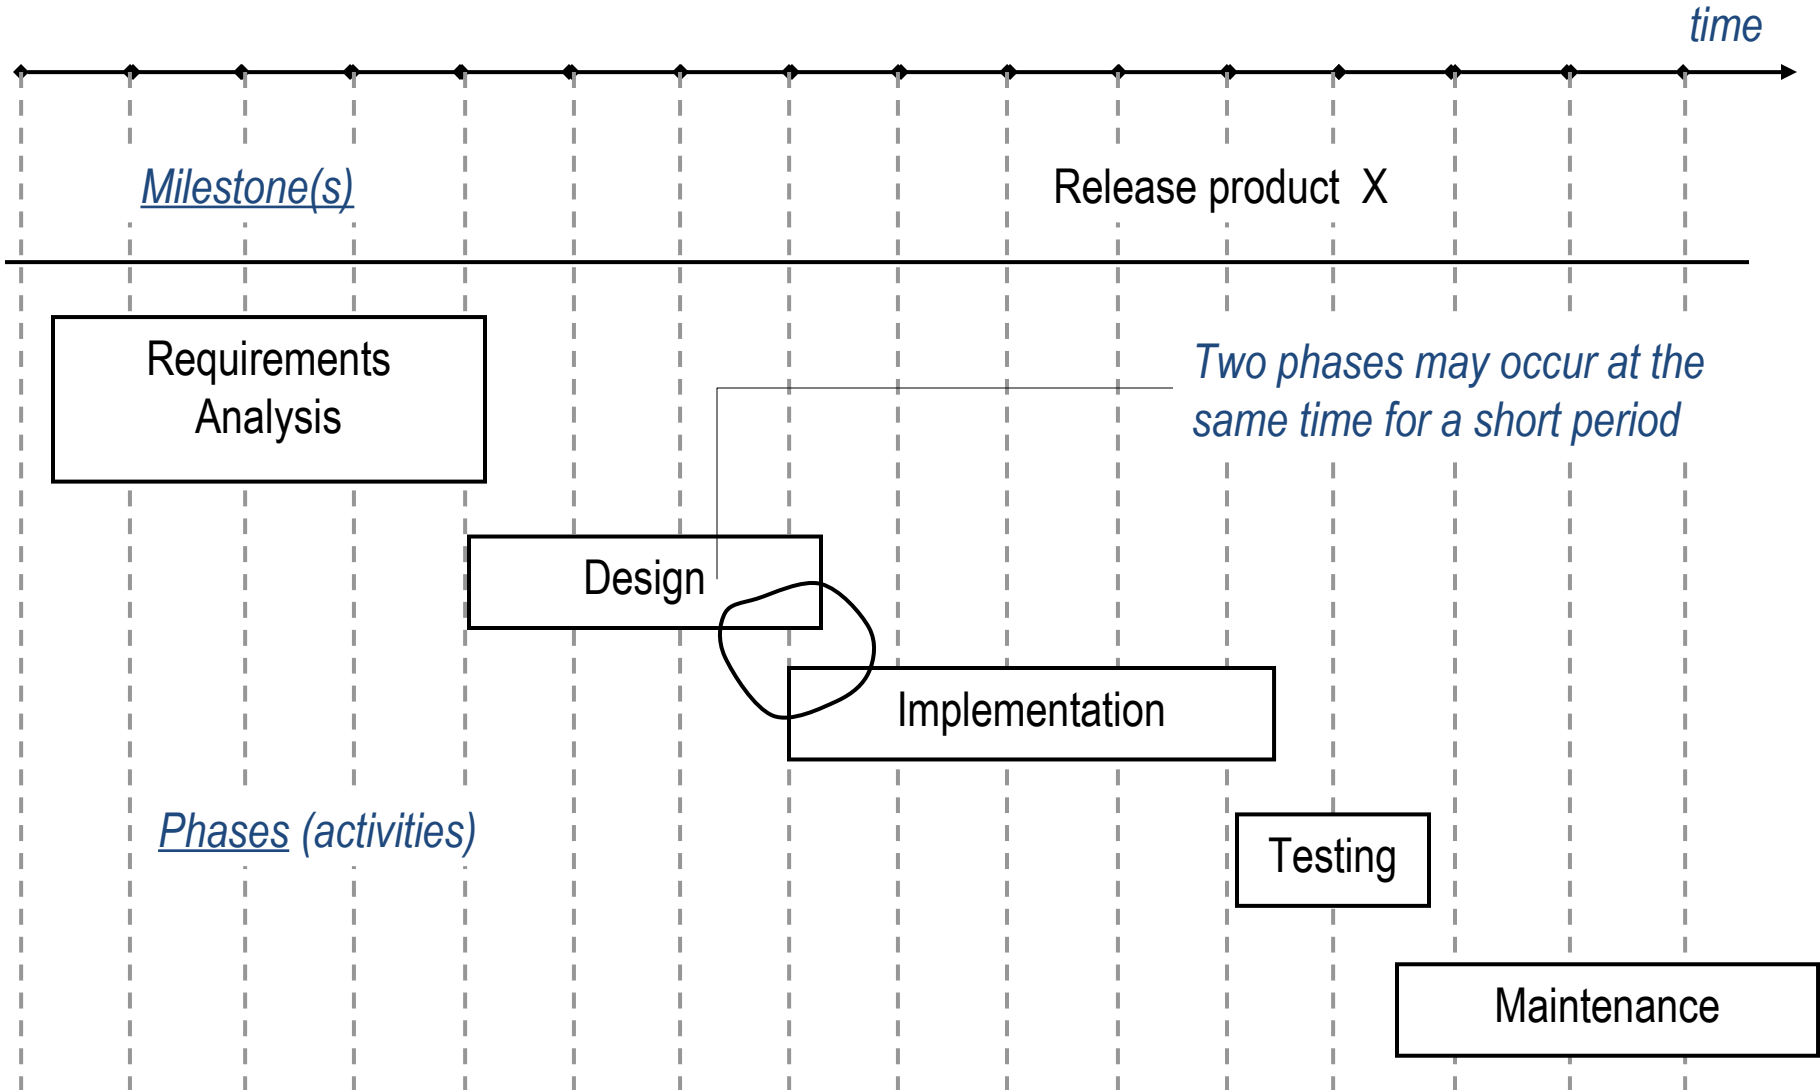 time
Milestone(s)
Release product X
Requirements
Analysis
Two phases may occur at the
same time for a short period
Design
Implementation
Phases (activities)
Testing
Maintenance